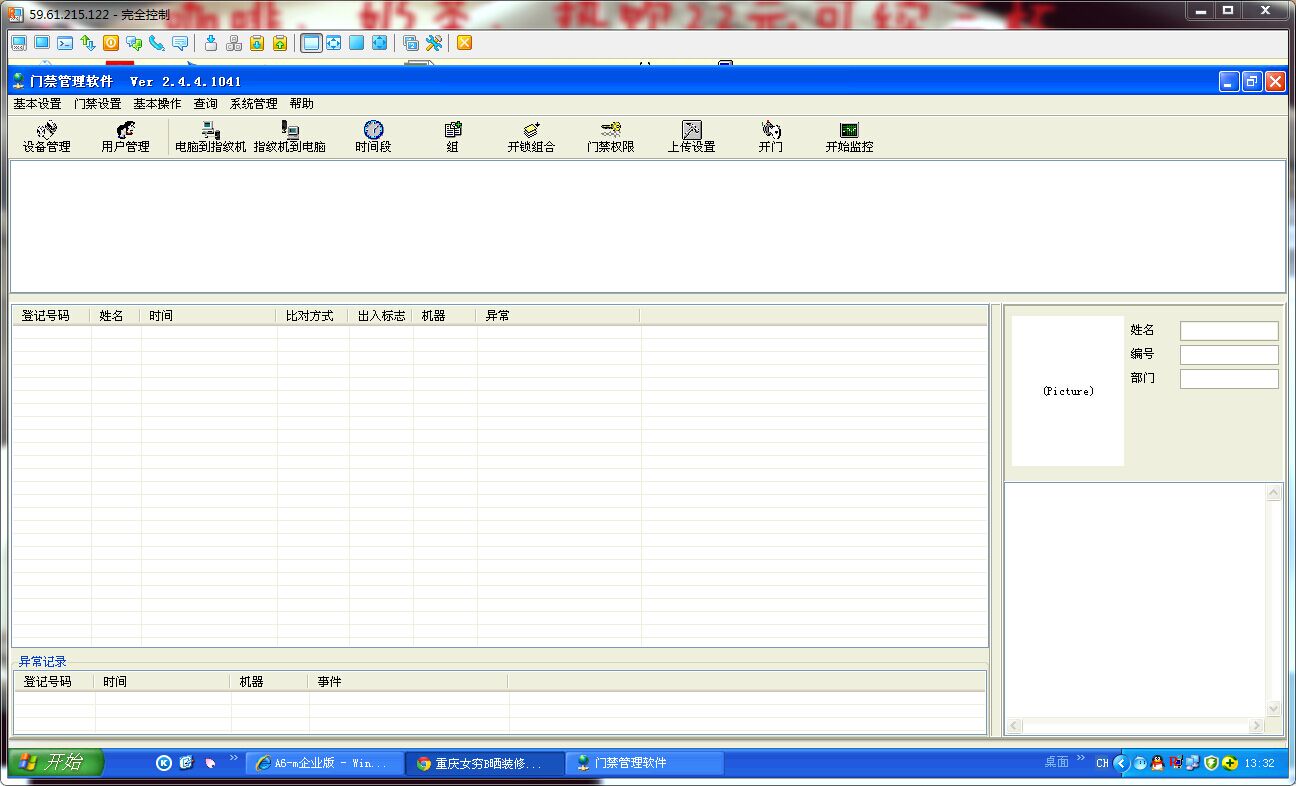 59.61.215.122 - 完全控制
门禁管理软件 Ver 2.4.4.1041
基本设置 门禁设置 基本操作 查询 系统管理 帮助
设备管理 用户管理 电脑到指纹机 指纹机到电脑 时间段 组 开锁组合 门禁权限 上传设置 开门 开始监控
登记号码 姓名 时间 比对方式 出入标志 机器 异常
(Picture)
姓名
编号
部门
异常记录
登记号码 时间 机器 事件
开始 A6-m企业版 - Win... 重庆女穷B晒装修... 门禁管理软件 桌面 CH 13:32